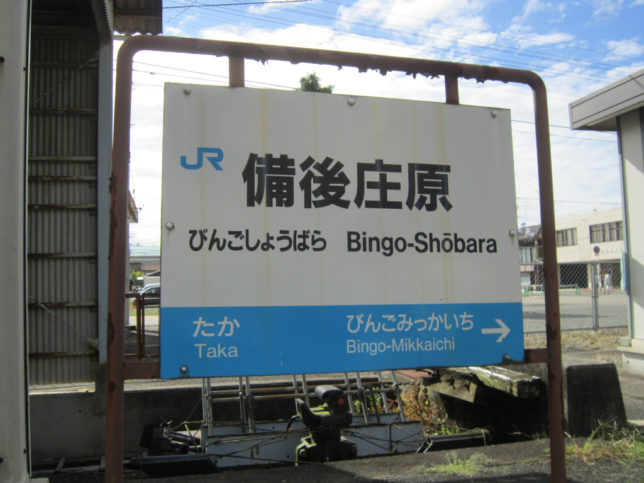 JR 備後庄原
びんごしょうばら Bingo-Shōbara
たか びんごみっかいち →
Taka Bingo-Mikkaichi